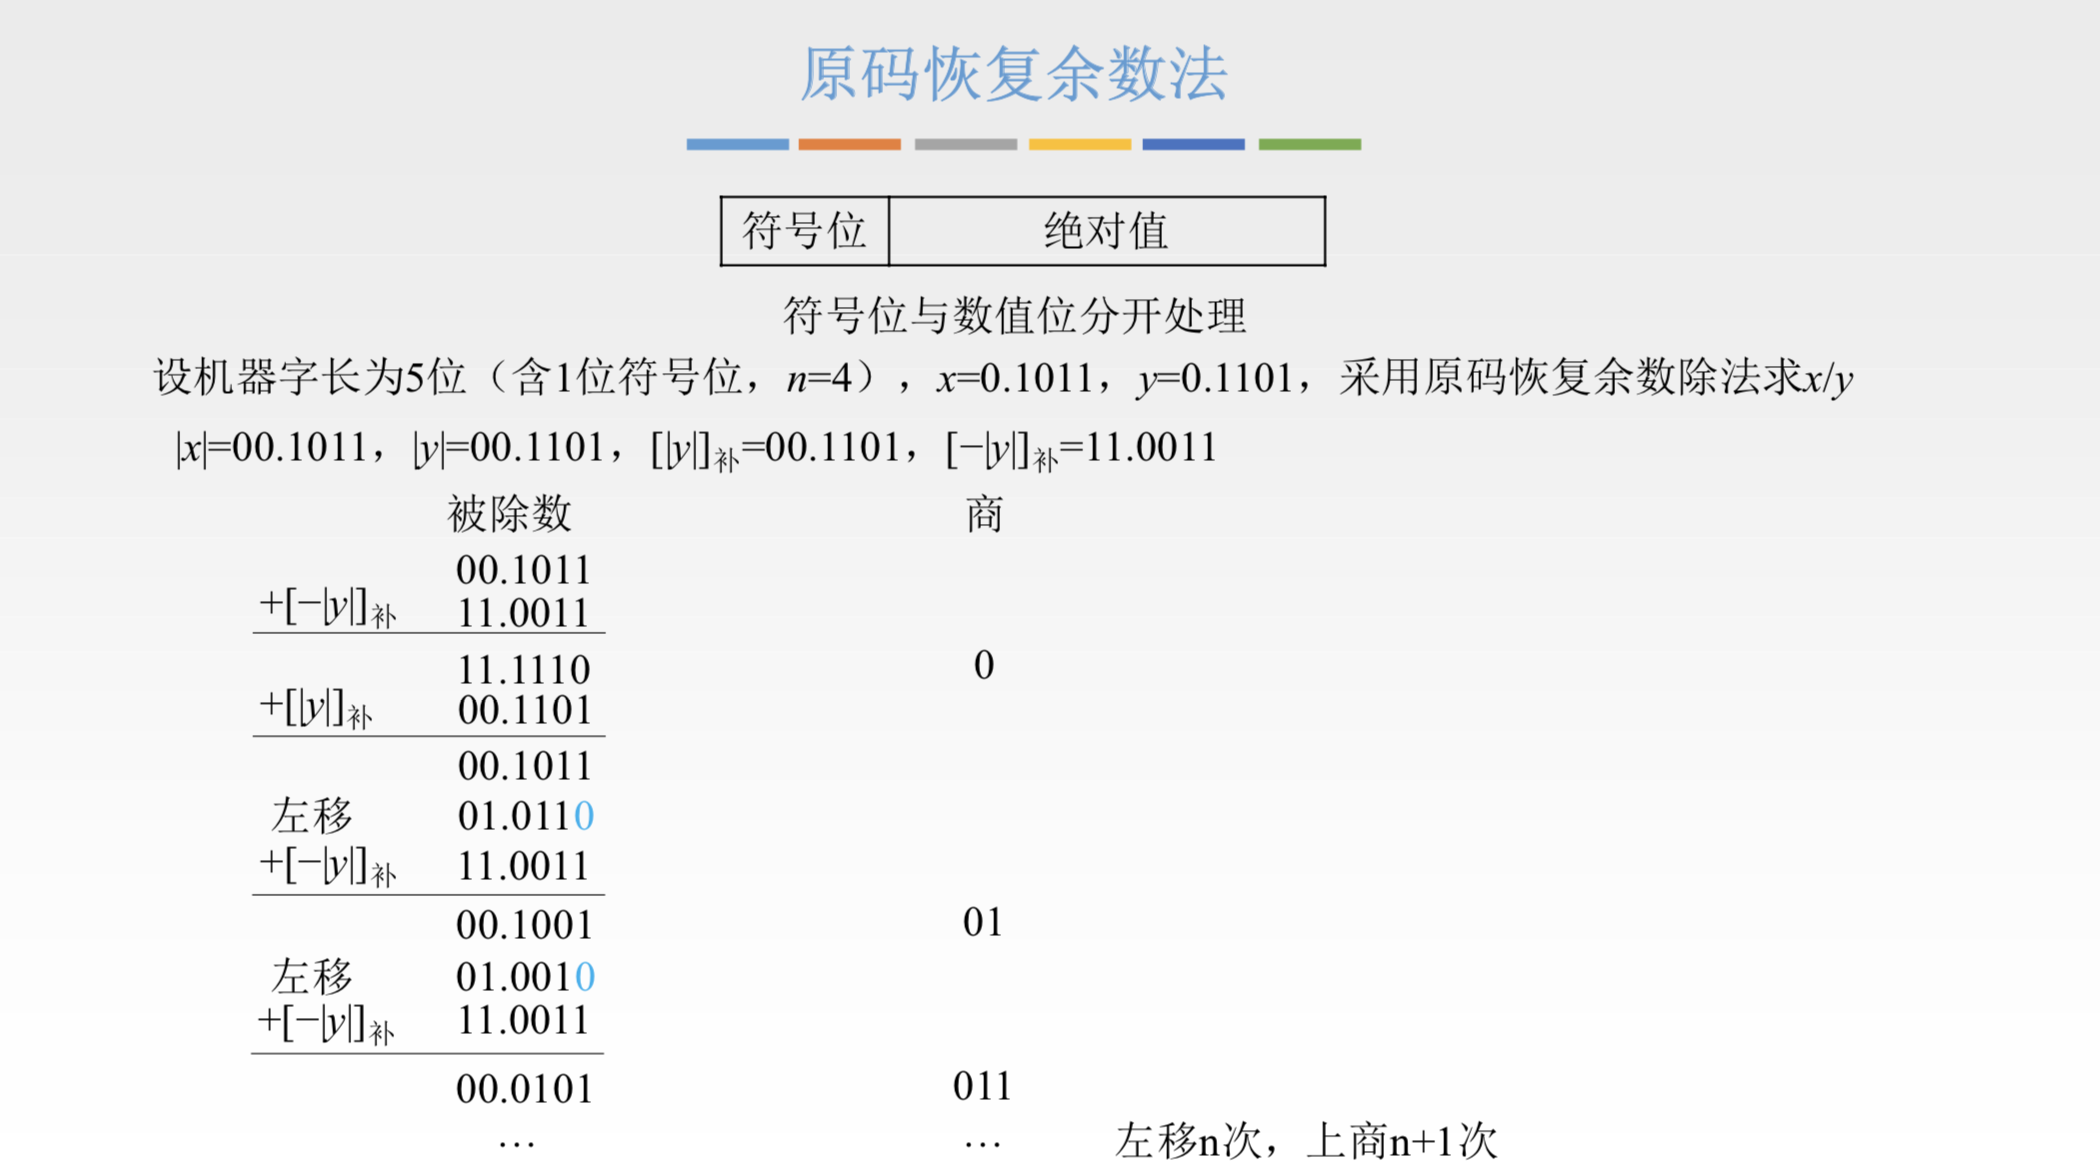 原码恢复余数法
符号位 绝对值
符号位与数值位分开处理
设机器字长为5位（含1位符号位，n=4），x=0.1011，y=0.1101，采用原码恢复余数除法求x/y
|x|=00.1011，|y|=00.1101，[|y|]补=00.1101，[−|y|]补=11.0011
被除数 商
00.1011
+[−|y|]补 11.0011
11.1110 0
+[|y|]补 00.1101
00.1011
左移 01.0110
+[−|y|]补 11.0011
00.1001 01
左移 01.0010
+[−|y|]补 11.0011
00.0101 011
… … 左移n次，上商n+1次